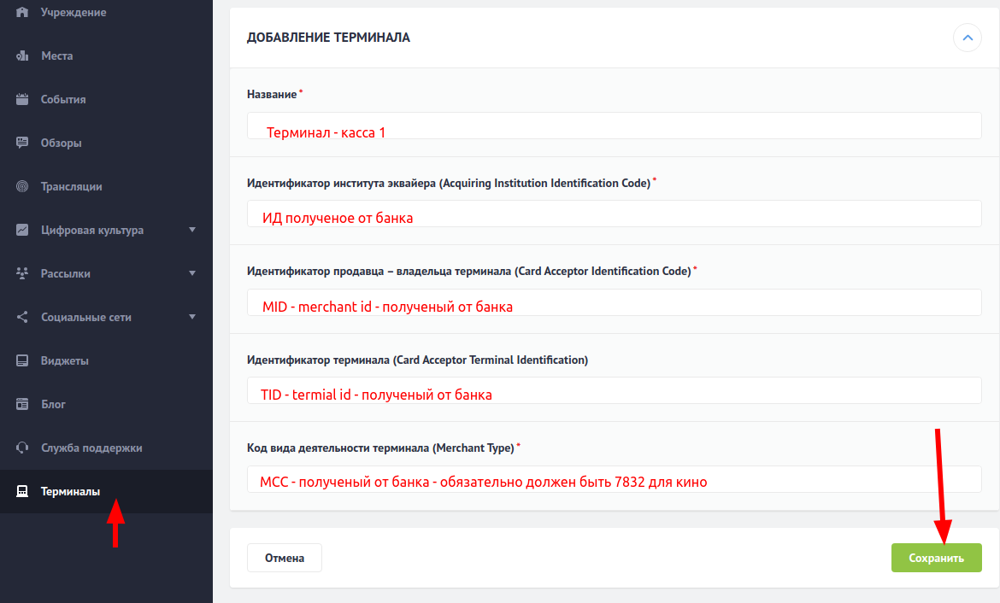 Учреждение
Места
События
Обзоры
Трансляции
Цифровая культура
Рассылки
Социальные сети
Виджеты
Блог
Служба поддержки
Терминалы
ДОБАВЛЕНИЕ ТЕРМИНАЛА
Название*
Терминал - касса 1
Идентификатор института эквайера (Acquiring Institution Identification Code)*
ИД полученое от банка
Идентификатор продавца – владельца терминала (Card Acceptor Identification Code)*
MID - merchant id - полученый от банка
Идентификатор терминала (Card Acceptor Terminal Identification)
TID - termial id - полученый от банка
Код вида деятельности терминала (Merchant Type)*
MCC - полученый от банка - обязательно должен быть 7832 для кино
Отмена
Сохранить